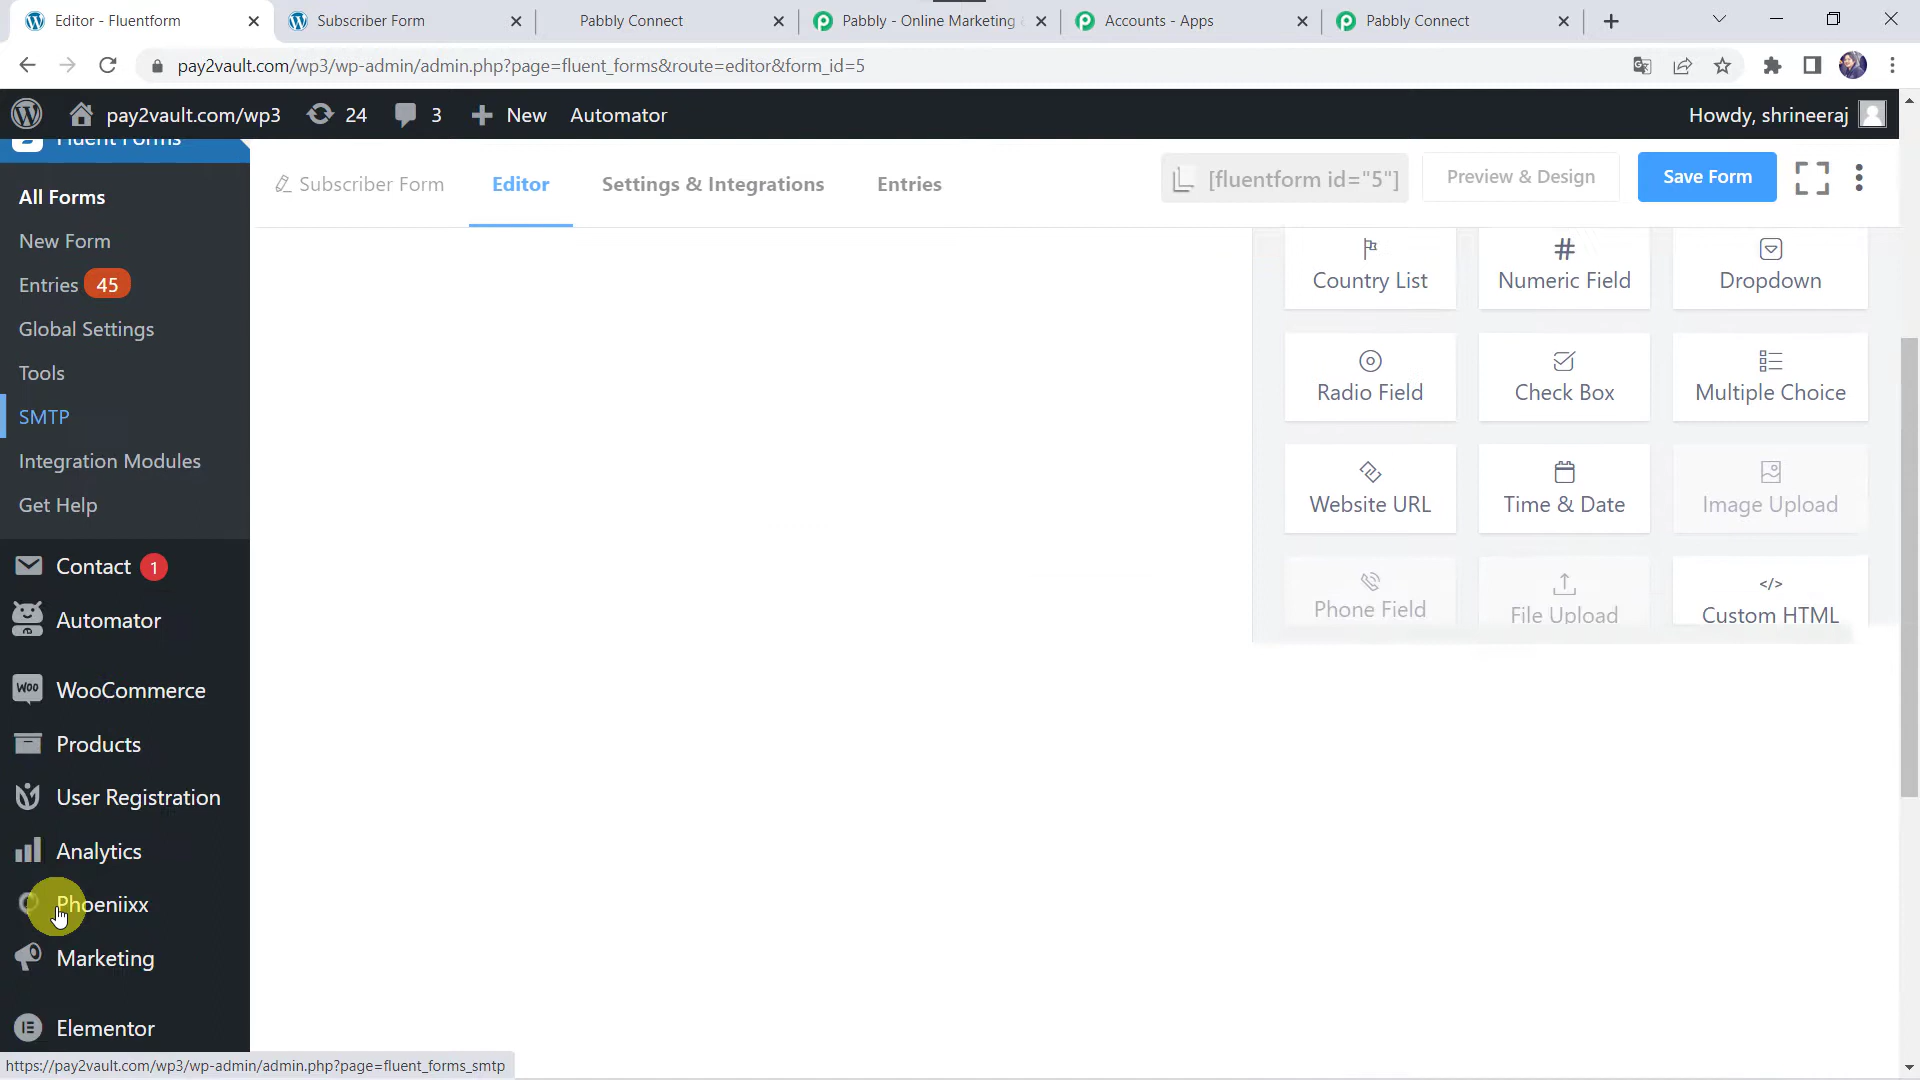 Editor - Fluentform
Subscriber Form
Pabbly Connect
Pabbly - Online Marketing
Accounts - Apps
Pabbly Connect
pay2vault.com/wp3/wp-admin/admin.php?page=fluent_forms&route=editor&form_id=5
pay2vault.com/wp3
24
3
New
Automator
Howdy, shrineeraj
Fluent Forms
All Forms
New Form
Entries 45
Global Settings
Tools
SMTP
Integration Modules
Get Help
Contact 1
Automator
WooCommerce
Products
User Registration
Analytics
Phoeniixx
Marketing
Elementor
Subscriber Form
Editor
Settings & Integrations
Entries
[fluentform id="5"]
Preview & Design
Save Form
Country List
Numeric Field
Dropdown
Radio Field
Check Box
Multiple Choice
Website URL
Time & Date
Image Upload
Phone Field
File Upload
Custom HTML
https://pay2vault.com/wp3/wp-admin/admin.php?page=fluent_forms_smtp